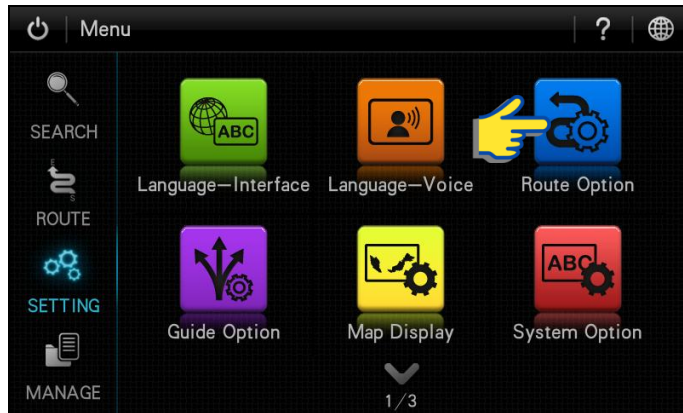 Menu
?
SEARCH
ROUTE
SETTING
MANAGE
ABC
Language—Interface
Language—Voice
Route Option
ABC
Guide Option
Map Display
System Option
1/3